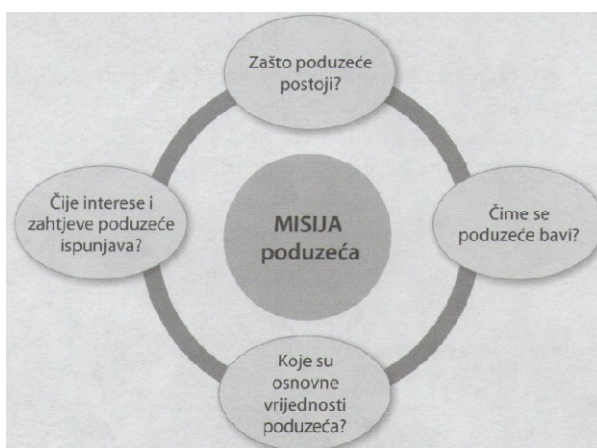 Zašto poduzeće
postoji?
Čije interese i
zahtjeve poduzeće
ispunjava?
MISIJA
poduzeća
Čime se
poduzeće bavi?
Koje su
osnovne
vrijednosti
poduzeća?